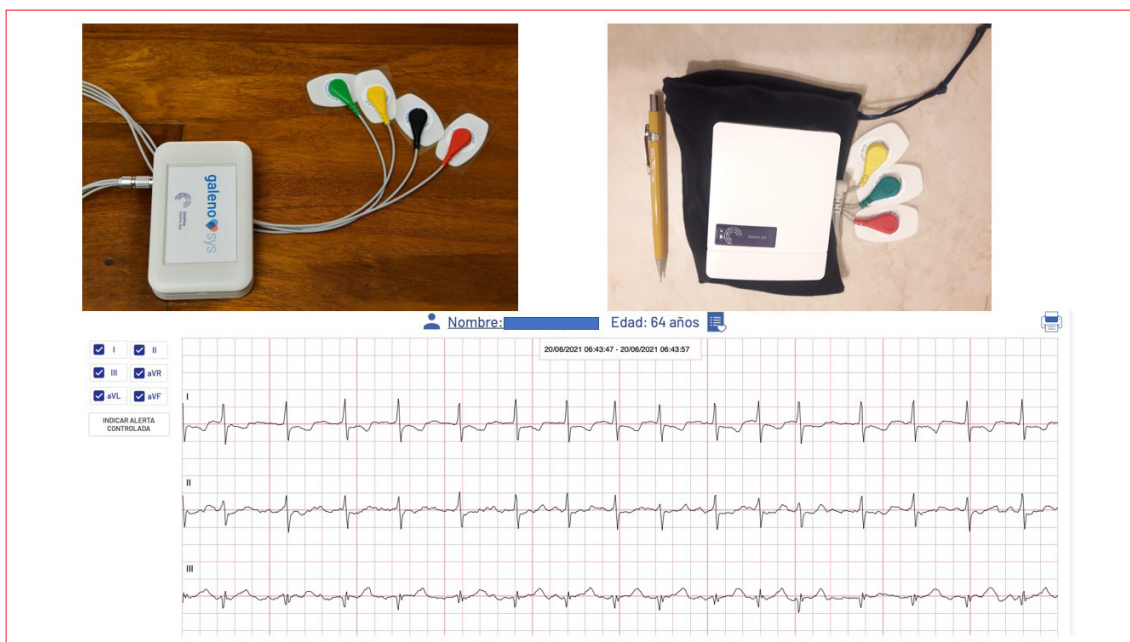 galeno sys
Nombre:
Edad: 64 años
I
II
III
aVR
aVL
aVF
INDICAR ALERTA
CONTROLADA
20/06/2021 06:43:47 - 20/06/2021 06:43:57
I
II
III